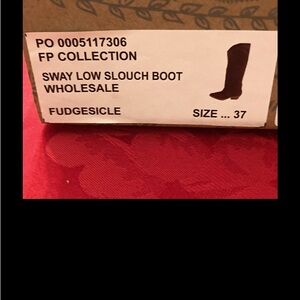 PO 0005117306
FP COLLECTION
SWAY LOW SLOUCH BOOT
WHOLESALE
FUDGESICLE SIZE ... 37